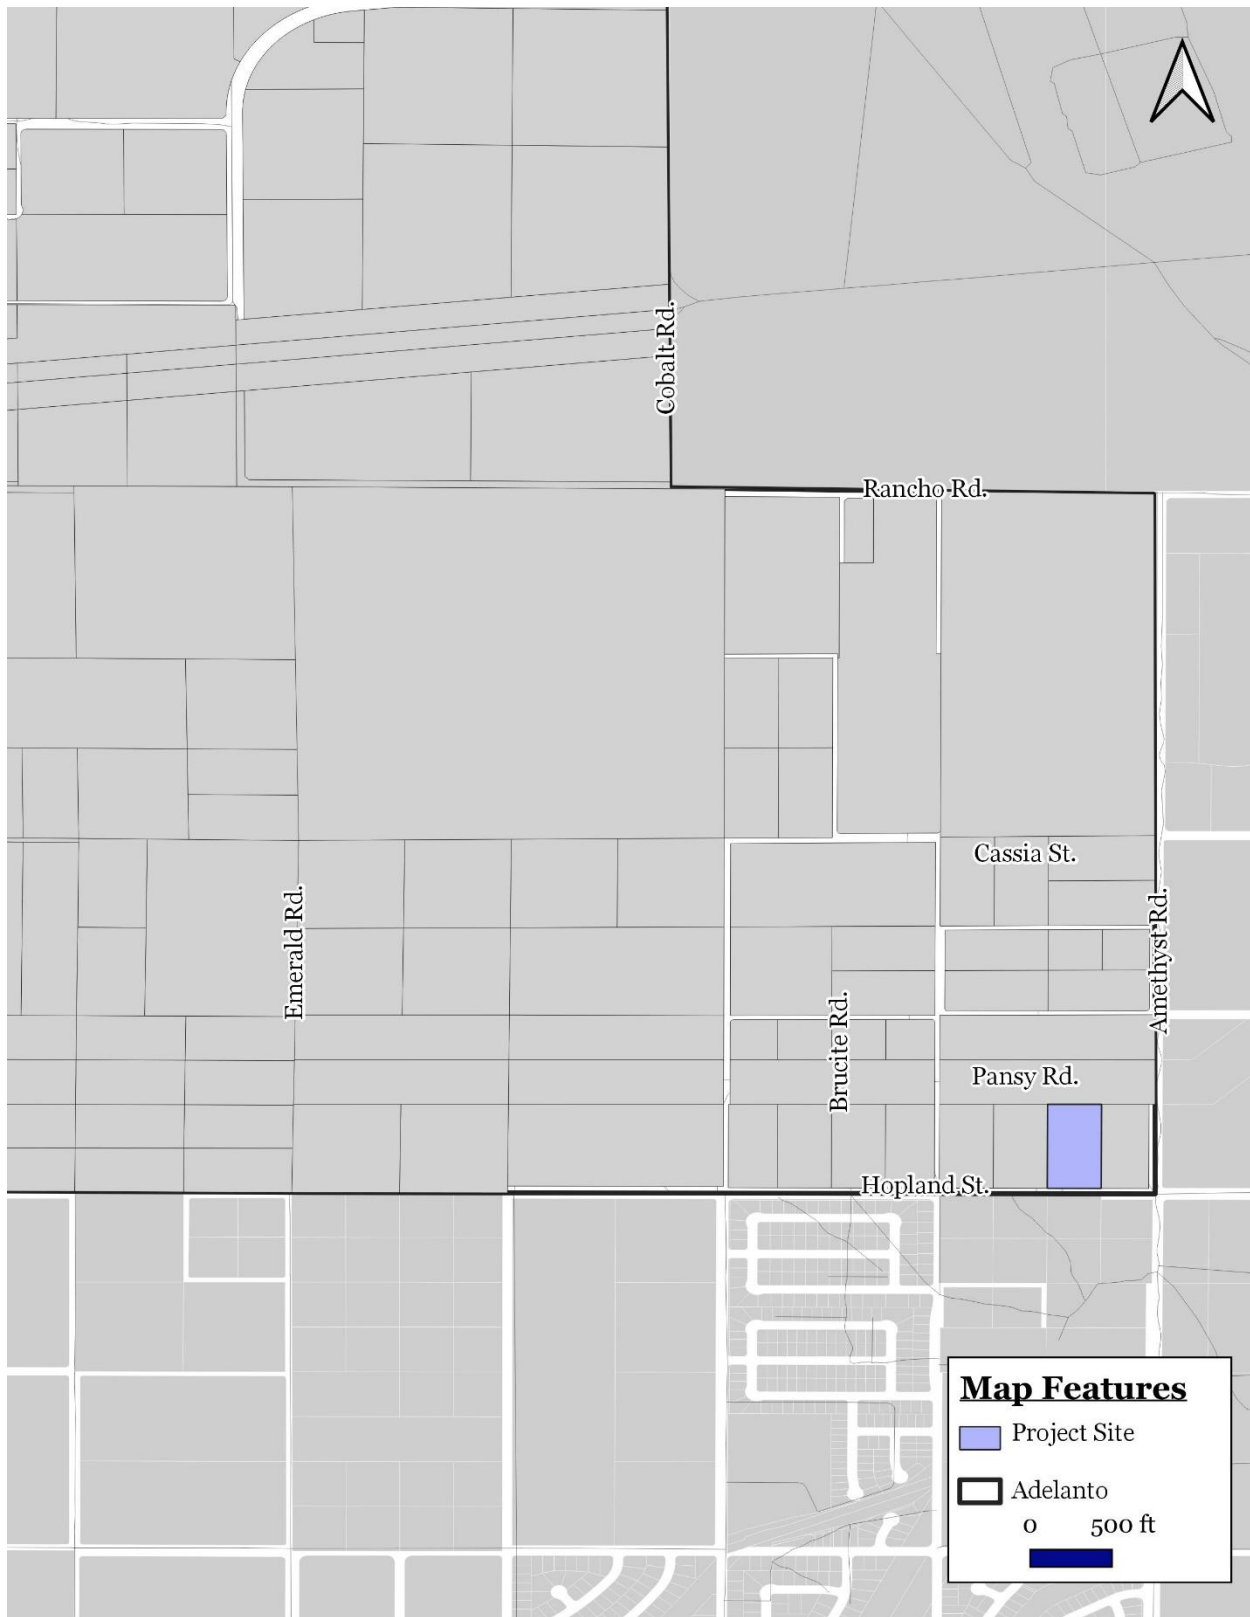 Cobalt Rd.
Rancho Rd.
Cassia St.
Emerald Rd.
Amethyst Rd.
Brucite Rd.
Pansy Rd.
Hopland St.
Map Features
Project Site
Adelanto
0 500 ft